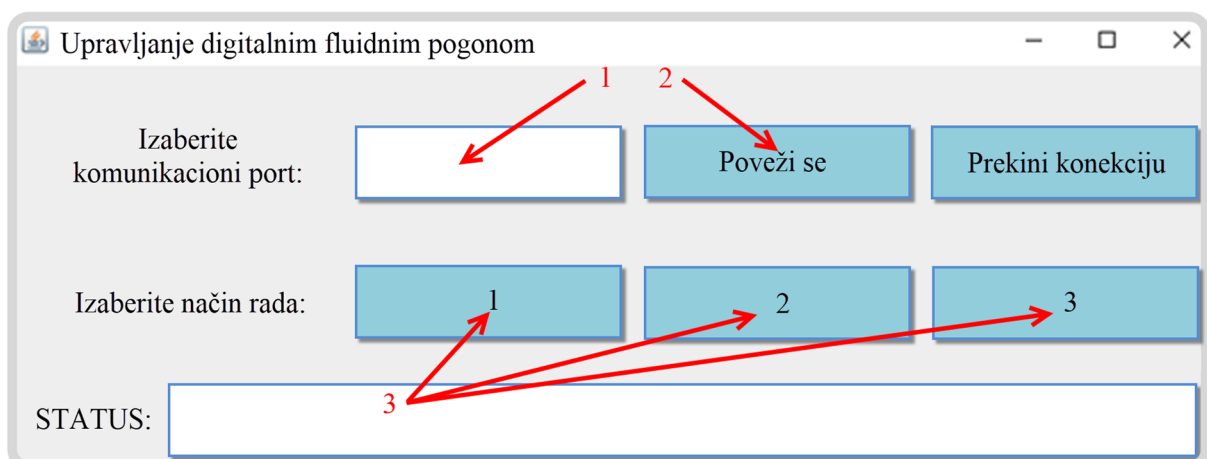 Upravljanje digitalnim fluidnim pogonom
1 2
Izaberite
komunikacioni port:
Poveži se
Prekini konekciju
Izaberite način rada:
1
2
3
3
STATUS: